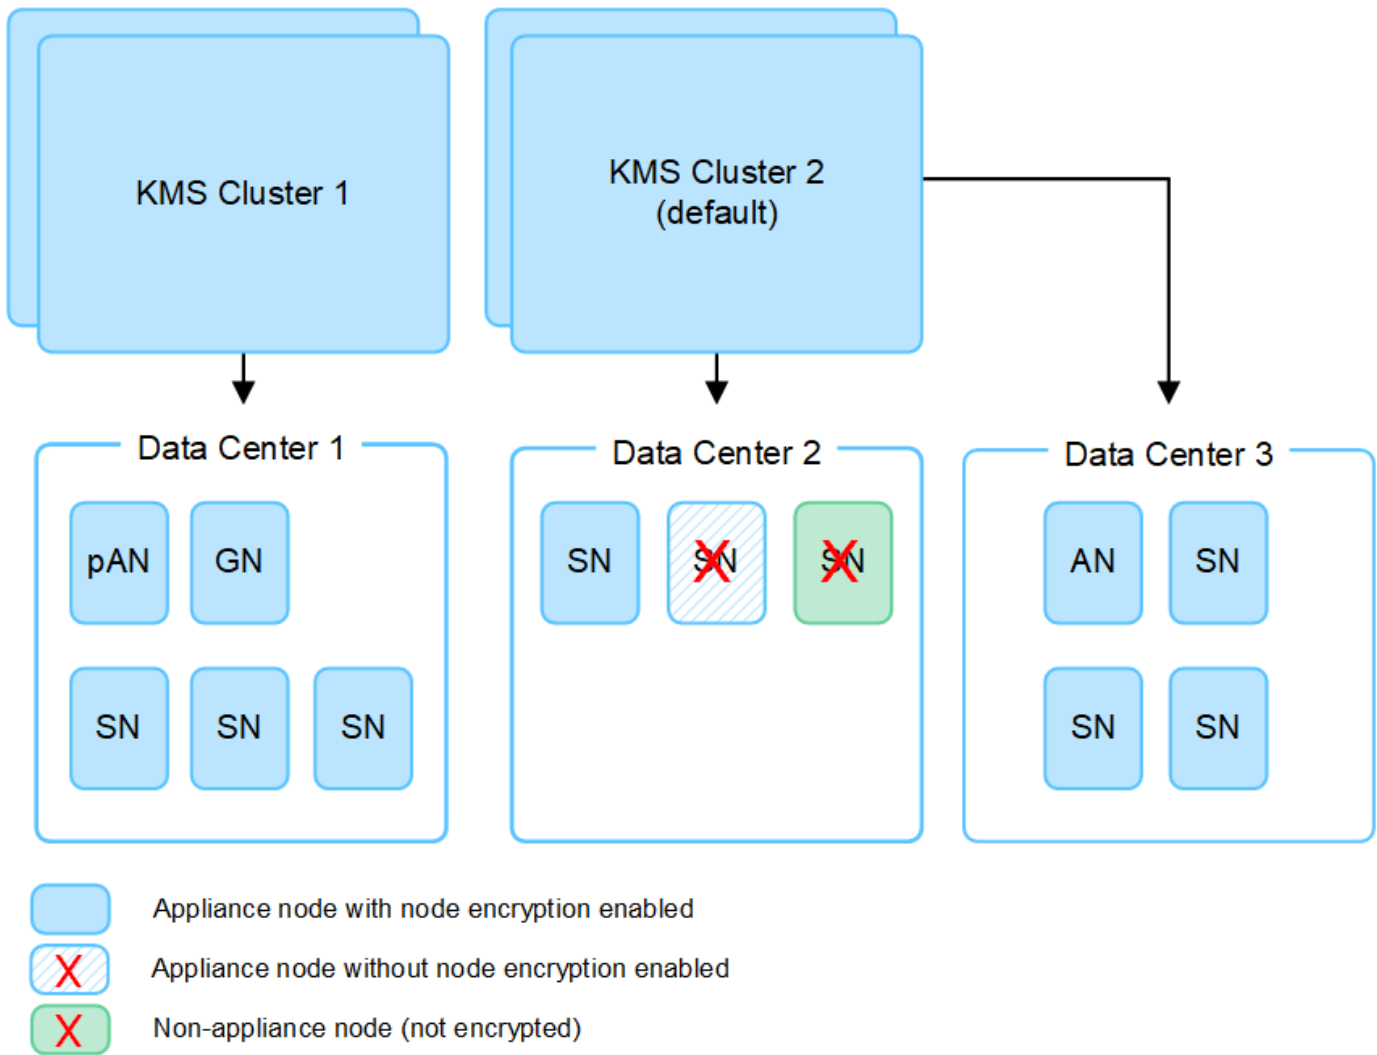 KMS Cluster 1
KMS Cluster 2
(default)
Data Center 1
pAN
GN
SN
SN
SN
Data Center 2
SN
SN
SN
Data Center 3
AN
SN
SN
SN
Appliance node with node encryption enabled
X
Appliance node without node encryption enabled
X
Non-appliance node (not encrypted)